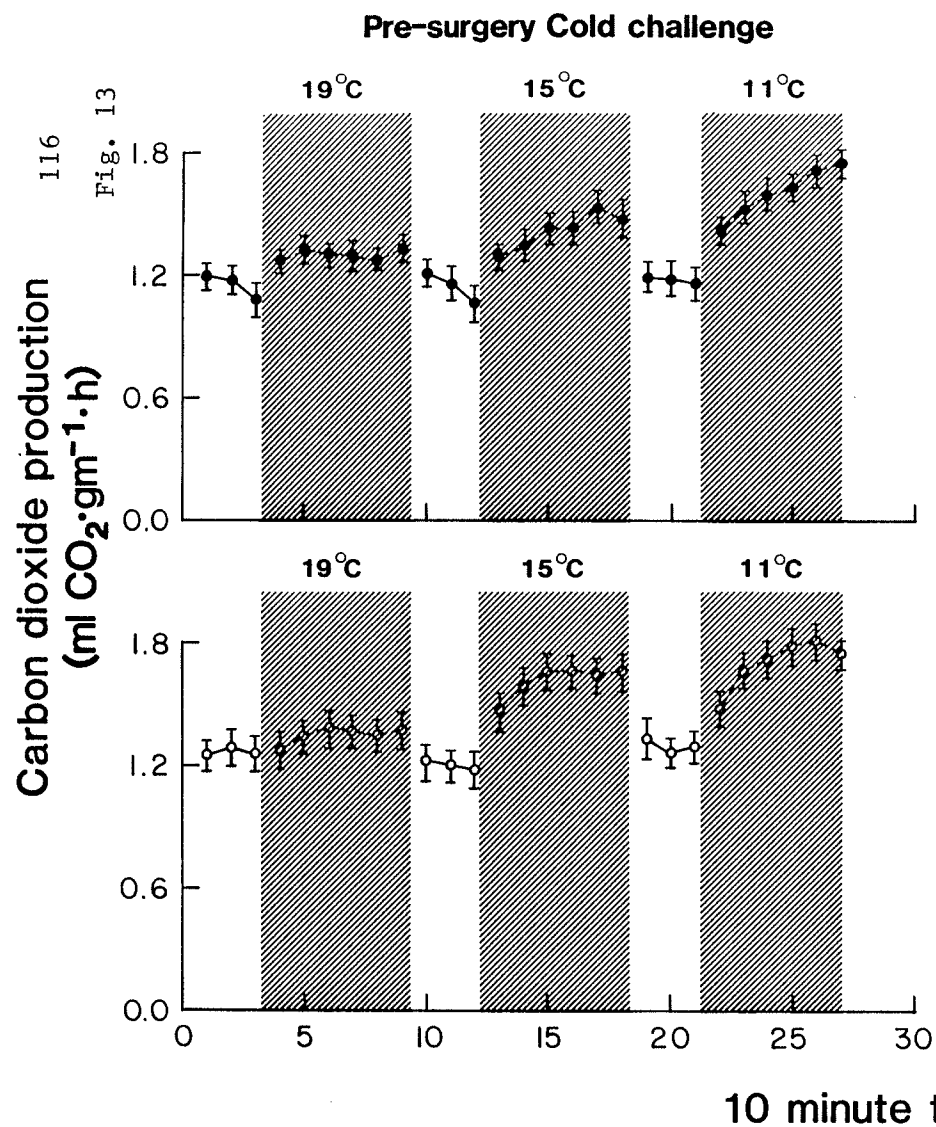 Pre-surgery Cold challenge
116
Fig. 13
Carbon dioxide production
(ml CO₂·gm⁻¹·h)
19°C 15°C 11°C
1.8
1.2
0.6
0.0
19°C 15°C 11°C
1.8
1.2
0.6
0.0
0 5 10 15 20 25 30
10 minute